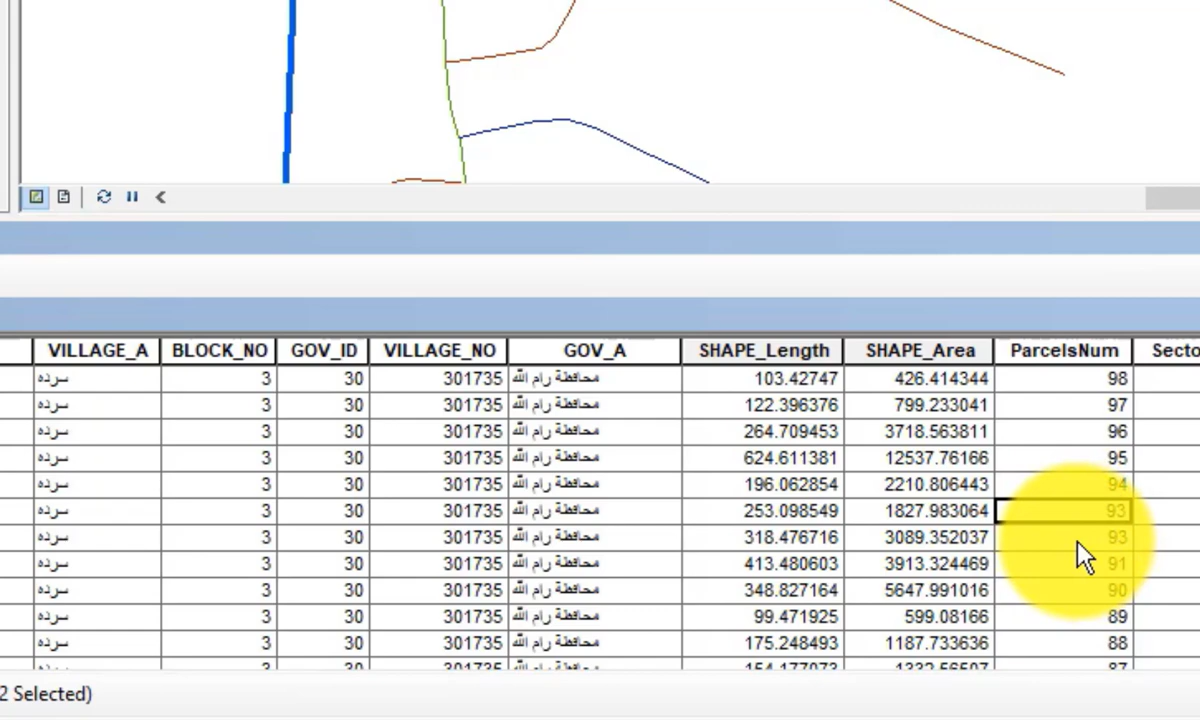 VILLAGE_A BLOCK_NO GOV_ID VILLAGE_NO GOV_A SHAPE_Length SHAPE_Area ParcelsNum Secto
سرده 3 30 301735 محافظة رام الله 103.42747 426.414344 98
سرده 3 30 301735 محافظة رام الله 122.396376 799.233041 97
سرده 3 30 301735 محافظة رام الله 264.709453 3718.563811 96
سرده 3 30 301735 محافظة رام الله 624.611381 12537.76166 95
سرده 3 30 301735 محافظة رام الله 196.062854 2210.806443 94
سرده 3 30 301735 محافظة رام الله 253.098549 1827.983064 93
سرده 3 30 301735 محافظة رام الله 318.476716 3089.352037 93
سرده 3 30 301735 محافظة رام الله 413.480603 3913.324469 91
سرده 3 30 301735 محافظة رام الله 348.827164 5647.991016 90
سرده 3 30 301735 محافظة رام الله 99.471925 599.08166 89
سرده 3 30 301735 محافظة رام الله 175.248493 1187.733636 88
2 Selected)